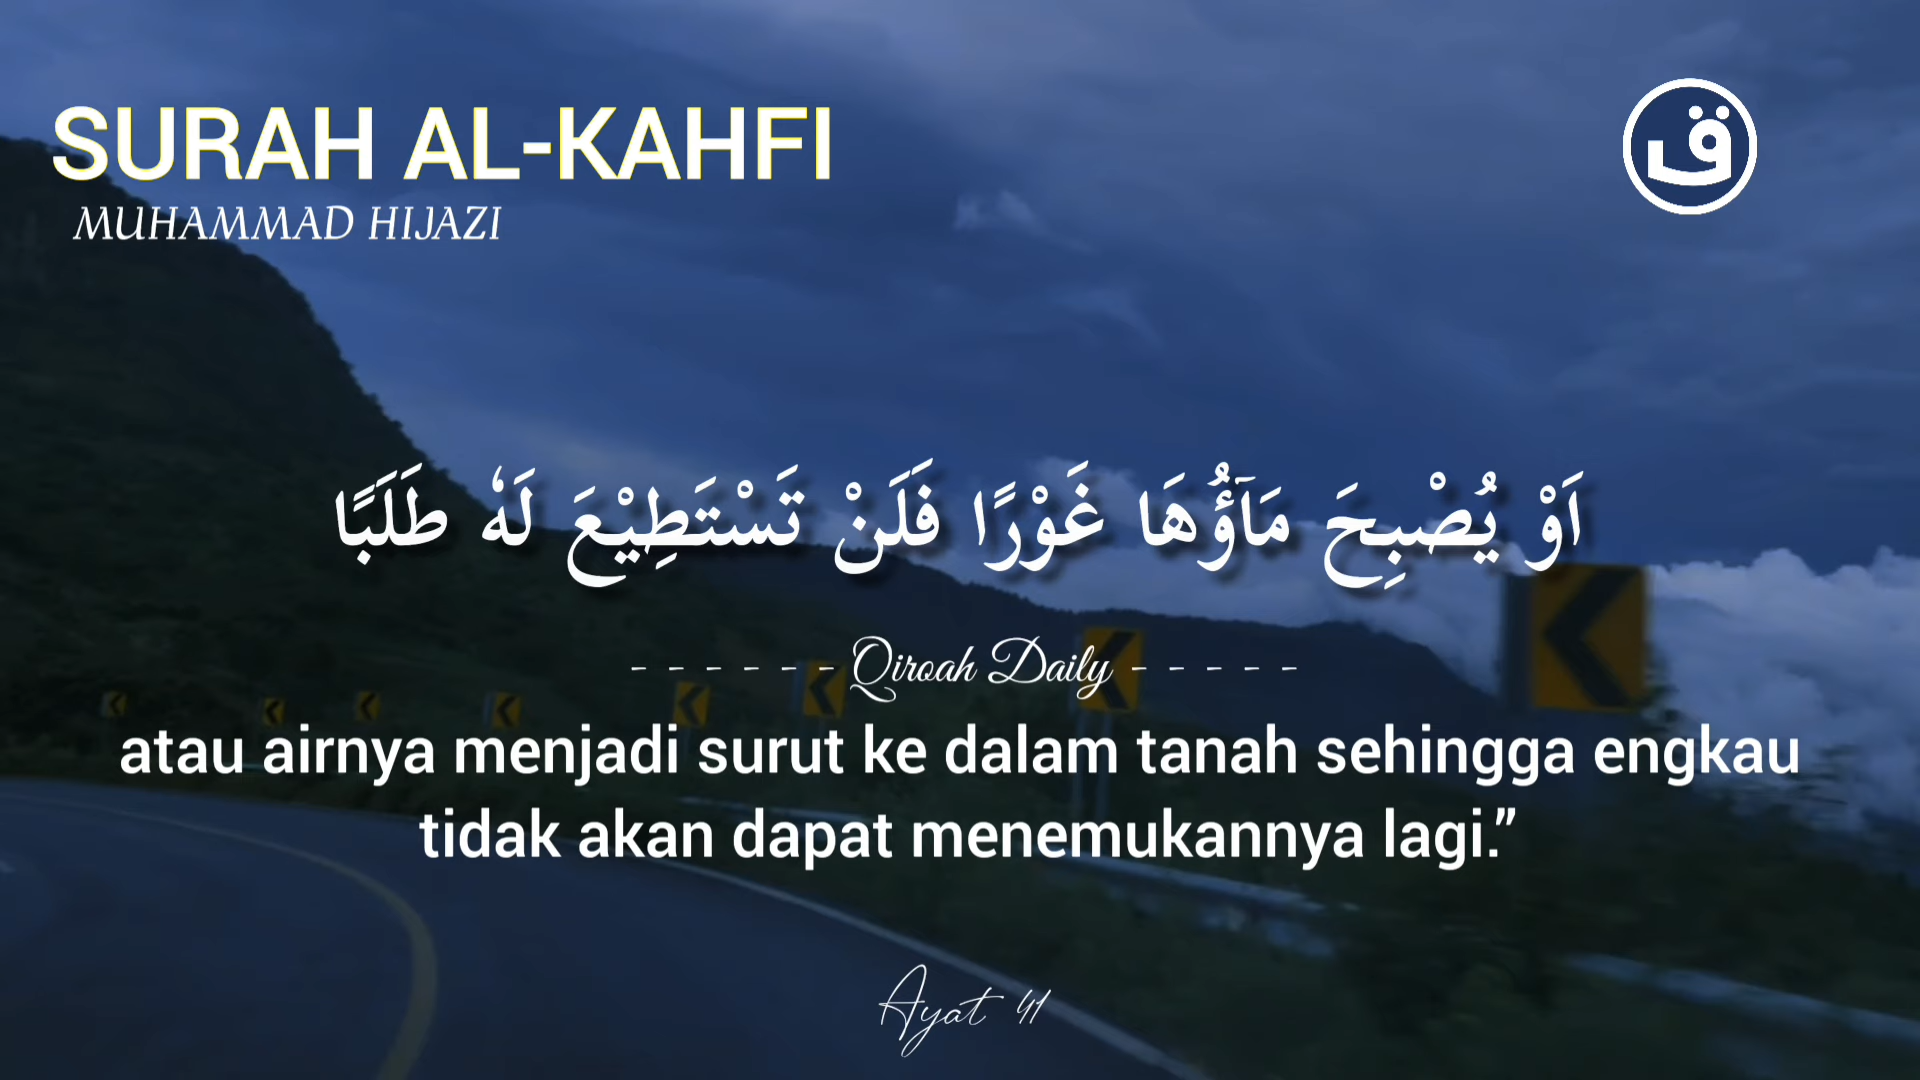 SURAH AL-KAHFI
MUHAMMAD HIJAZI
ق
اَوْ يُصْبِحَ مَاۤؤُهَا غَوْرًا فَلَنْ تَسْتَطِيْعَ لَهٗ طَلَبًا
- - - - - - Qiroah Daily - - - - -
atau airnya menjadi surut ke dalam tanah sehingga engkau
tidak akan dapat menemukannya lagi.”
Ayat 41